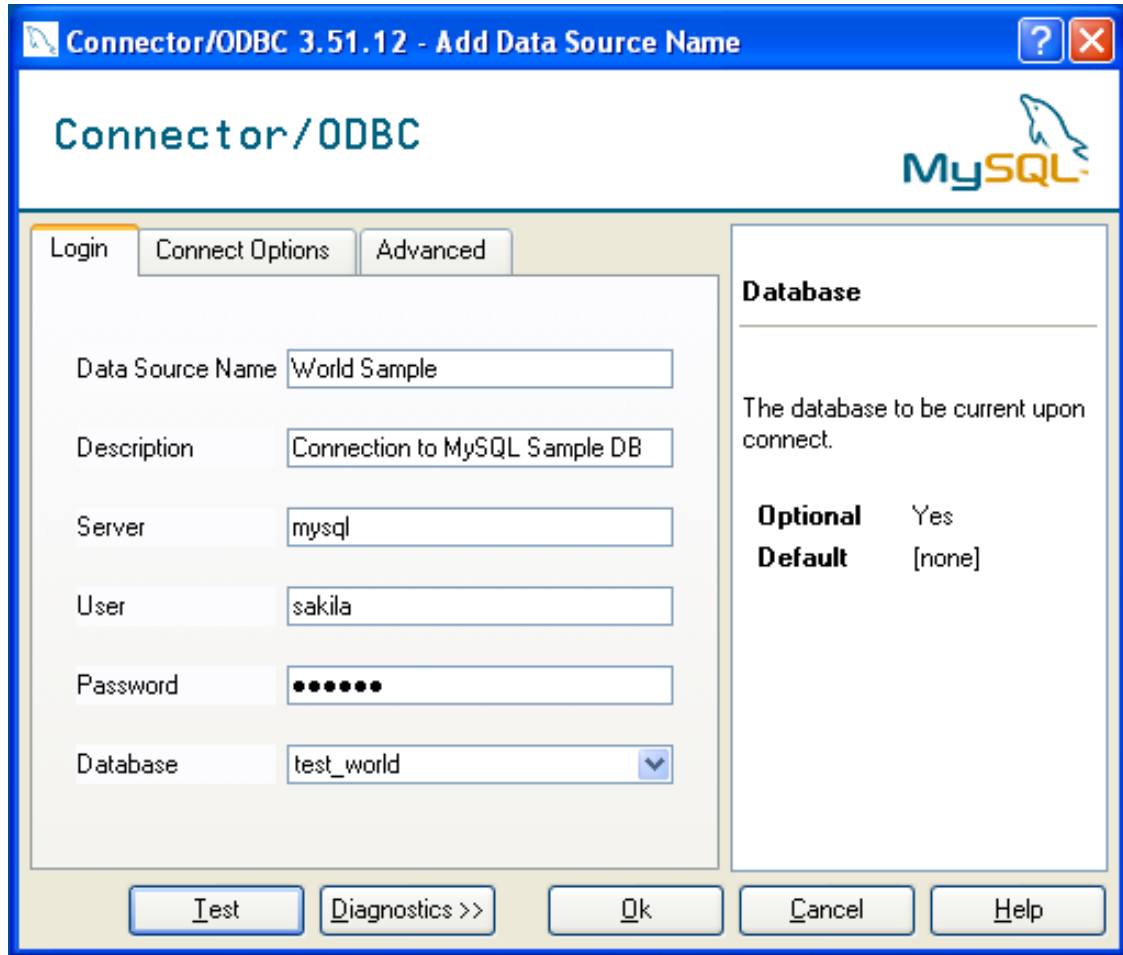 Connector/ODBC 3.51.12 - Add Data Source Name
?
Connector/ODBC
MySQL
Login
Connect Options
Advanced
Data Source Name
World Sample
Description
Connection to MySQL Sample DB
Server
mysql
User
sakila
Password
••••••
Database
test_world
Database
The database to be current upon
connect.
Optional Yes
Default [none]
Test
Diagnostics >>
Ok
Cancel
Help